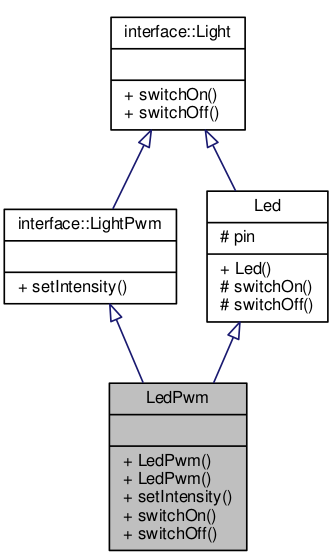 interface::Light
+ switchOn()
+ switchOff()
interface::LightPwm
+ setIntensity()
Led
# pin
+ Led()
# switchOn()
# switchOff()
LedPwm
+ LedPwm()
+ LedPwm()
+ setIntensity()
+ switchOn()
+ switchOff()